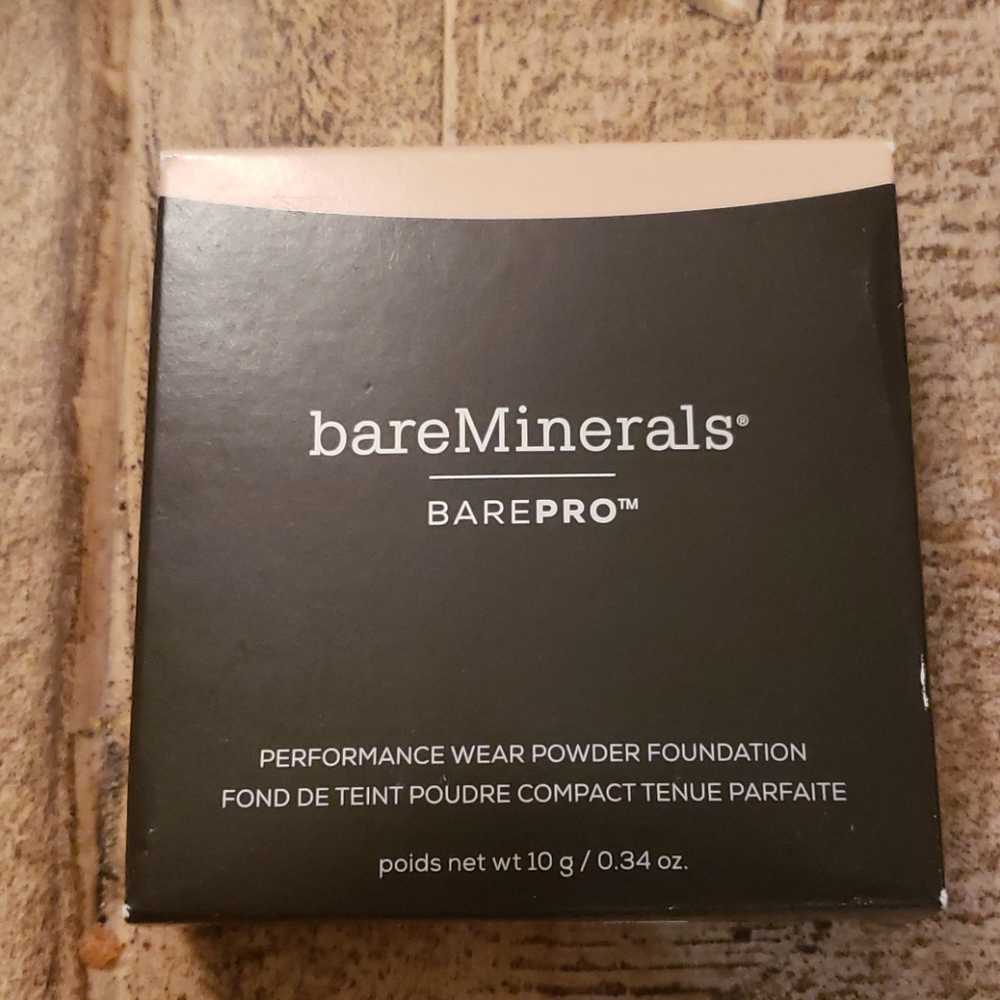 bareMinerals®
BAREPRO™
PERFORMANCE WEAR POWDER FOUNDATION
FOND DE TEINT POUDRE COMPACT TENUE PARFAITE
poids net wt 10 g / 0.34 oz.